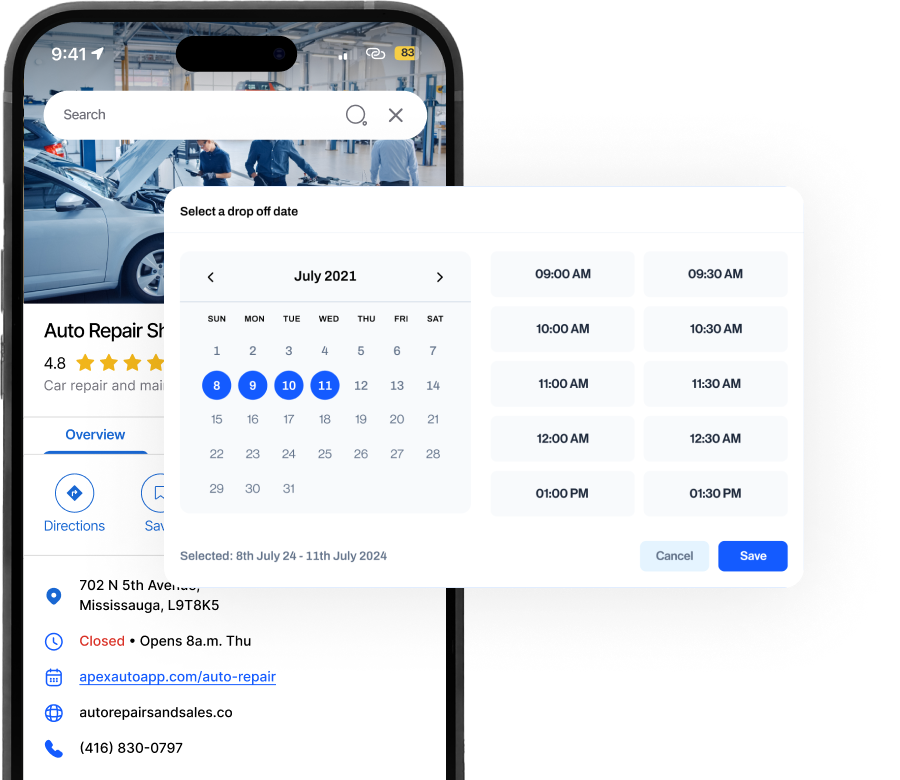 9:41
83
Search
Select a drop off date
July 2021
SUN MON TUE WED THU FRI SAT
1 2 3 4 5 6 7
8 9 10 11 12 13 14
15 16 17 18 19 20 21
22 23 24 25 26 27 28
29 30 31
09:00 AM 09:30 AM
10:00 AM 10:30 AM
11:00 AM 11:30 AM
12:00 AM 12:30 AM
01:00 PM 01:30 PM
Selected: 8th July 24 - 11th July 2024
Cancel Save
Auto Repair Sh
4.8
Car repair and mai
Overview
Directions Sav
702 N 5th Avenue,
Mississauga, L9T8K5
Closed • Opens 8a.m. Thu
apexautoapp.com/auto-repair
autorepairsandsales.co
(416) 830-0797